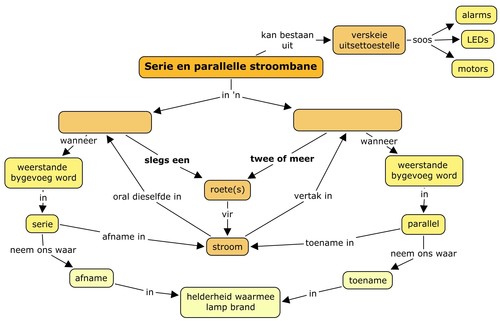 alarms
kan bestaan
uit
verskeie
uitsettoestelle
soos
LEDs
motors
Serie en parallelle stroombane
in 'n
wanneer
wanneer
slegs een
twee of meer
weerstande
bygevoeg word
weerstande
bygevoeg word
roete(s)
in
oral dieselfde in
vertak in
in
vir
serie
parallel
afname in
toename in
stroom
neem ons waar
neem ons waar
afname
toename
in
helderheid waarmee
lamp brand
in